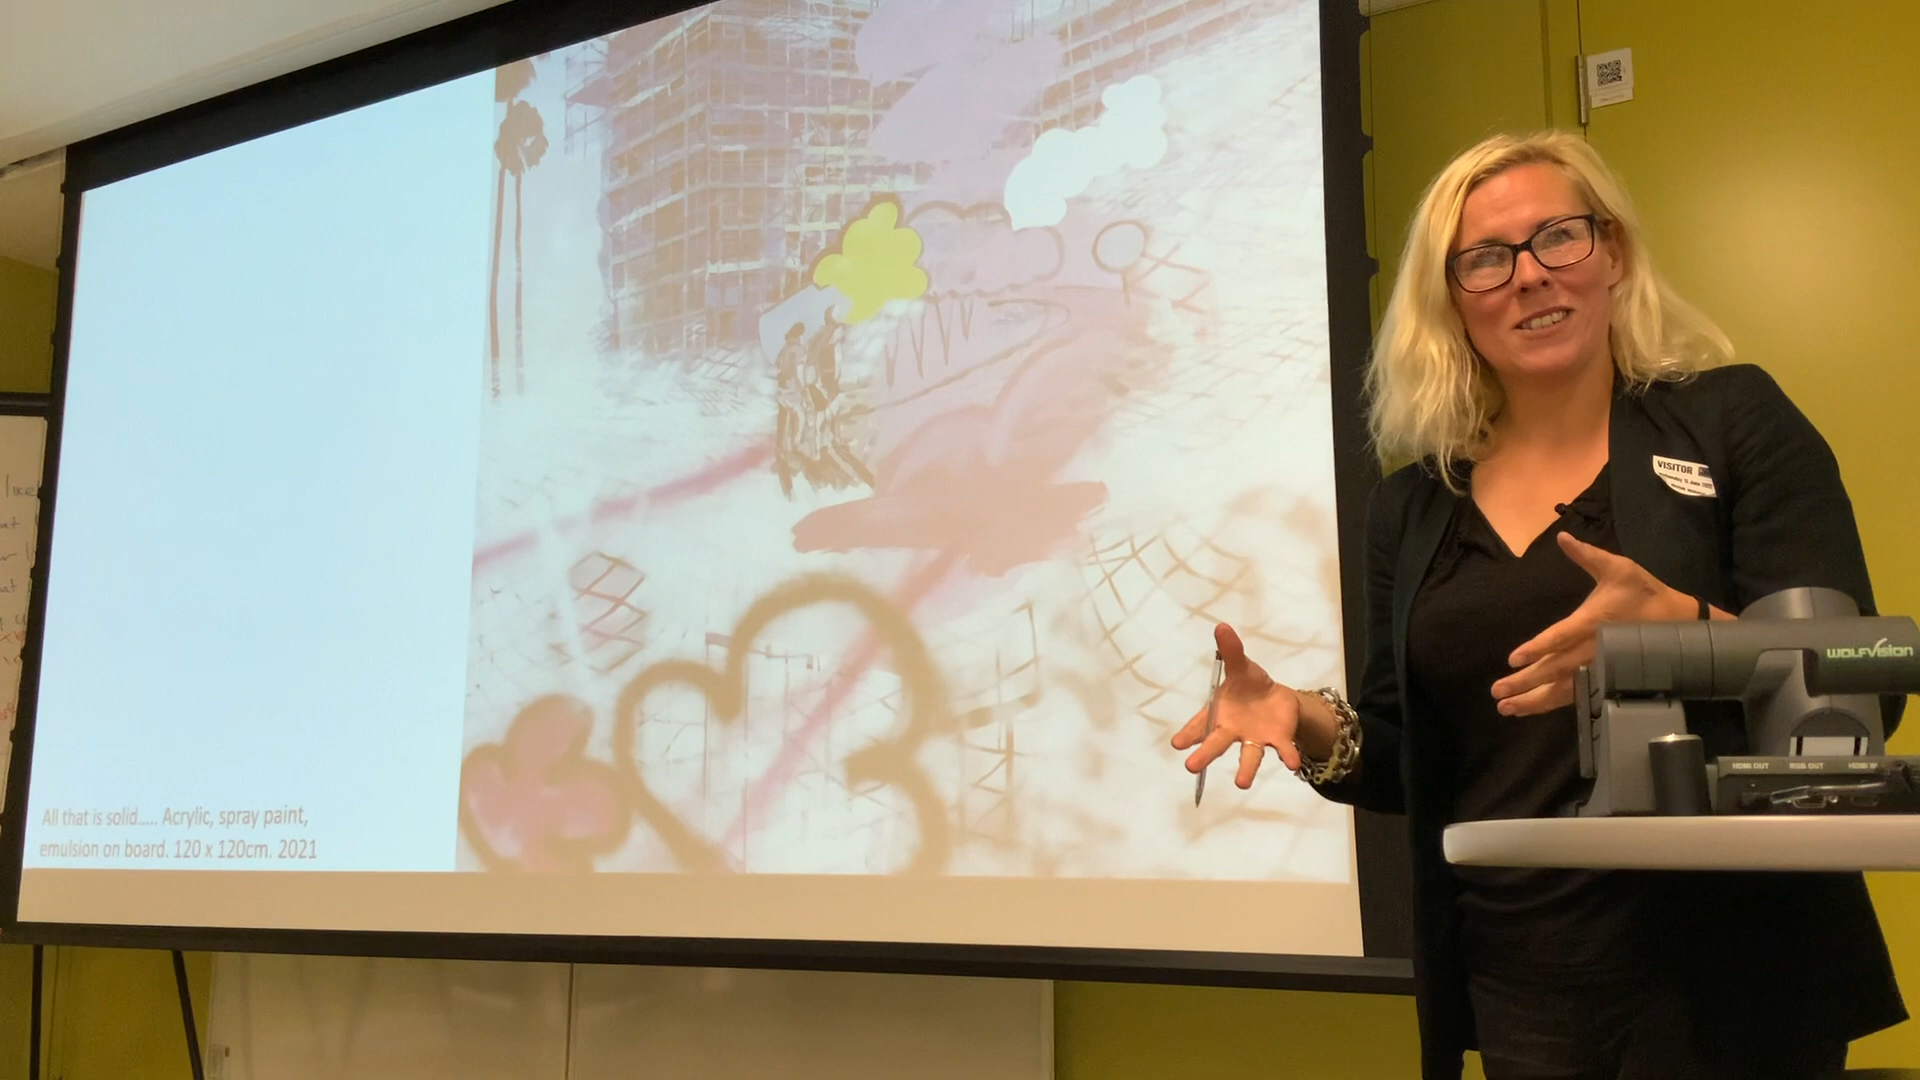 All that is solid..... Acrylic, spray paint,
emulsion on board. 120 x 120cm. 2021
VISITOR
WOLFVISION
HDMI OUT RGB OUT HDMI IN
like